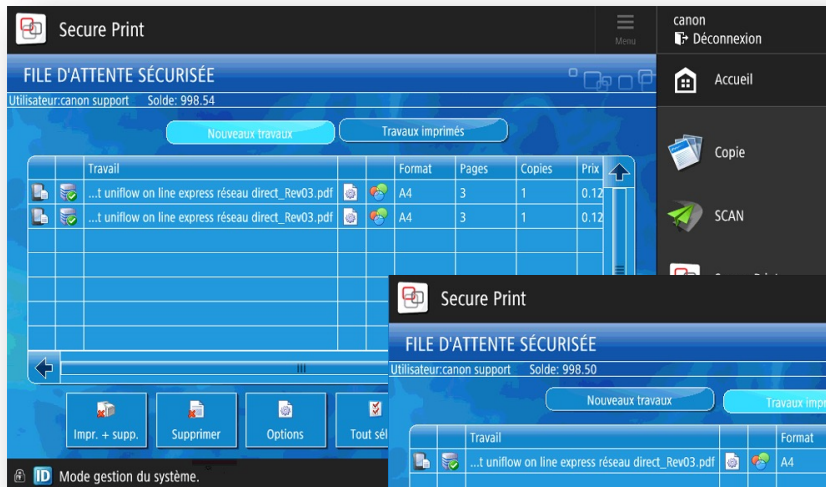 Secure Print
Menu
canon
Déconnexion
FILE D'ATTENTE SÉCURISÉE
Utilisateur:canon support Solde: 998.54
Nouveaux travaux Travaux imprimés
Travail Format Pages Copies Prix
...t uniflow on line express réseau direct_Rev03.pdf A4 3 1 0.12
...t uniflow on line express réseau direct_Rev03.pdf A4 3 1 0.12
Impr. + supp. Supprimer Options Tout sél
ID Mode gestion du système.
Accueil
Copie
SCAN
Secure Print
FILE D'ATTENTE SÉCURISÉE
Utilisateur:canon support Solde: 998.50
Nouveaux travaux Travaux impr
Travail Format
...t uniflow on line express réseau direct_Rev03.pdf A4